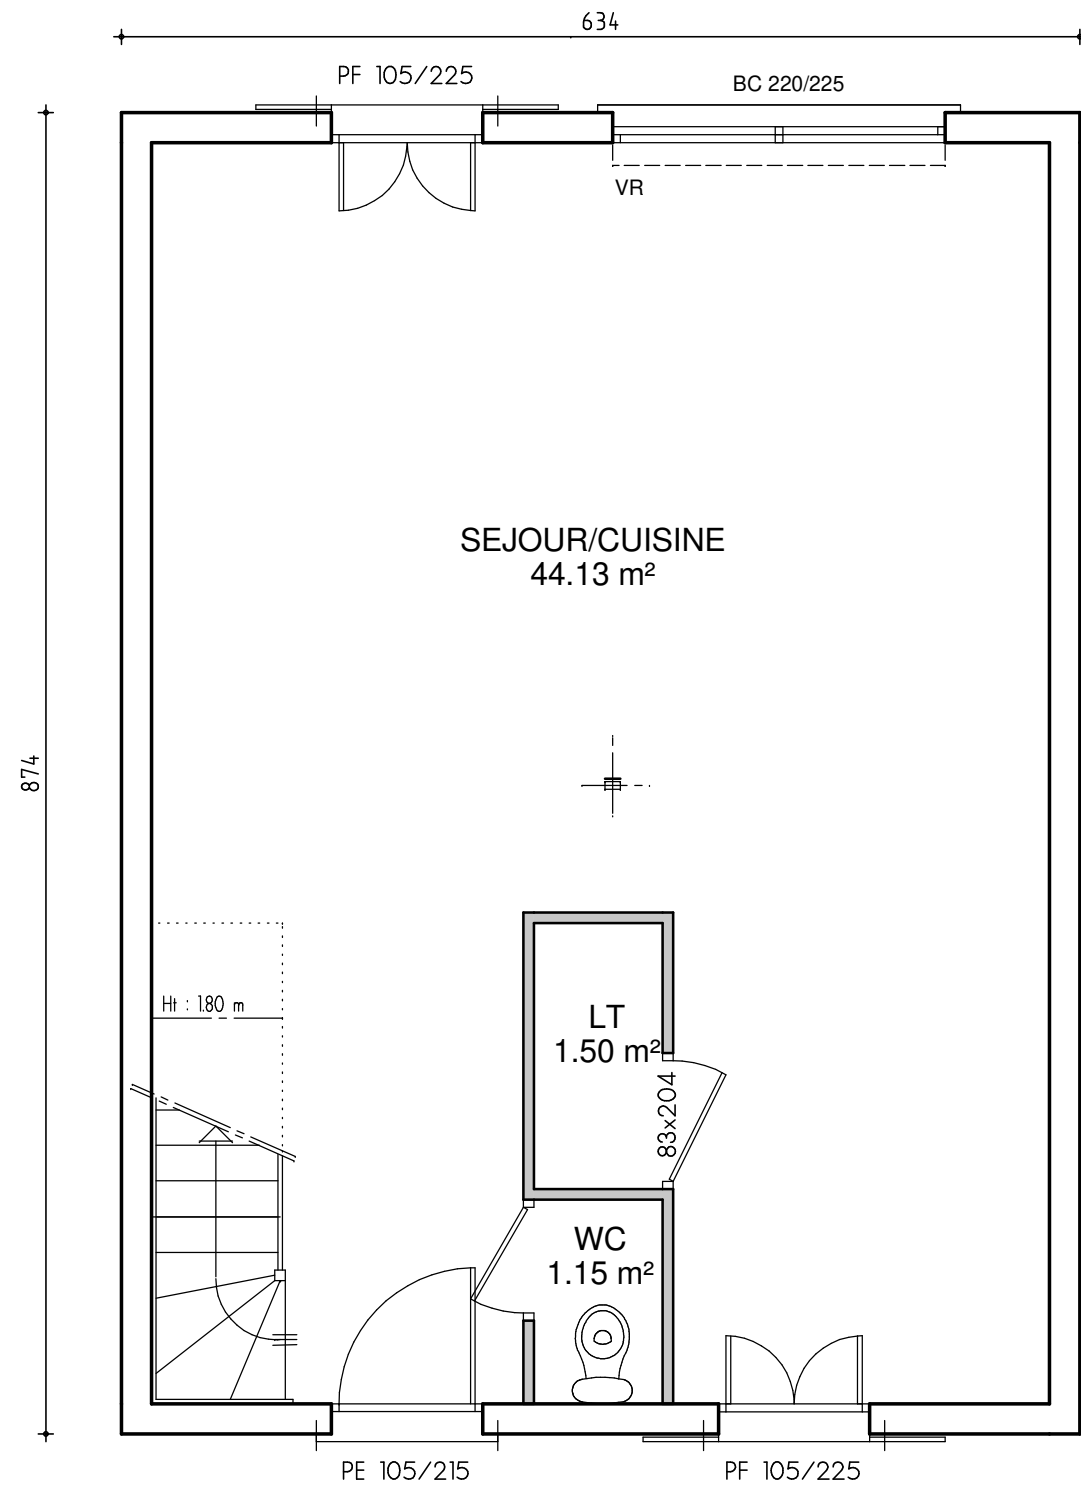 634
PF 105/225
BC 220/225
VR
SEJOUR/CUISINE
44.13 m²
874
Ht : 1.80 m
LT
1.50 m²
83x204
WC
1.15 m²
PE 105/215
PF 105/225